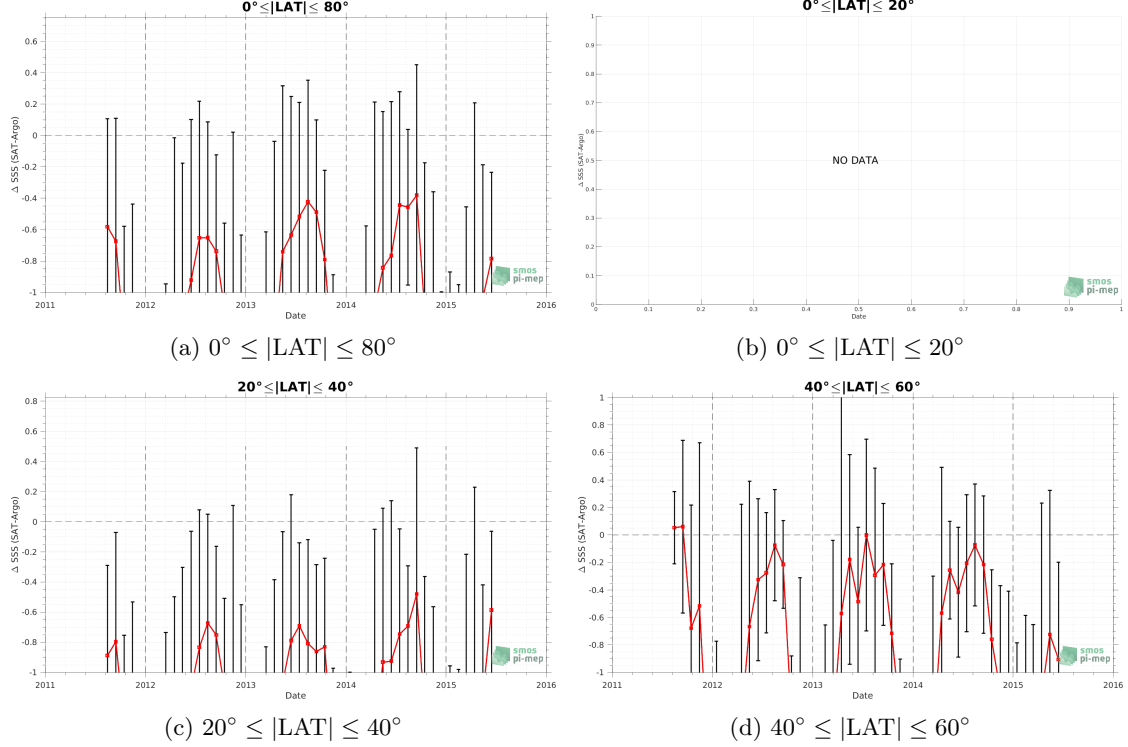 0°≤|LAT|≤ 80°
0.6
0.4
0.2
0
-0.2
-0.4
-0.6
-0.8
-1
Δ SSS (SAT-Argo)
2011 2012 2013 2014 2015 2016
Date
smos
pi-mep
(a) 0° ≤ |LAT| ≤ 80°
0°≤|LAT|≤ 20°
1
0.9
0.8
0.7
0.6
0.5
0.4
0.3
0.2
0.1
0
Δ SSS (SAT-Argo)
NO DATA
0 0.1 0.2 0.3 0.4 0.5 0.6 0.7 0.8 0.9 1
Date
smos
pi-mep
(b) 0° ≤ |LAT| ≤ 20°
20°≤|LAT|≤ 40°
0.8
0.6
0.4
0.2
0
-0.2
-0.4
-0.6
-0.8
-1
Δ SSS (SAT-Argo)
2011 2012 2013 2014 2015 2016
Date
smos
pi-mep
(c) 20° ≤ |LAT| ≤ 40°
40°≤|LAT|≤ 60°
1
0.8
0.6
0.4
0.2
0
-0.2
-0.4
-0.6
-0.8
-1
Δ SSS (SAT-Argo)
2011 2012 2013 2014 2015 2016
Date
smos
pi-mep
(d) 40° ≤ |LAT| ≤ 60°